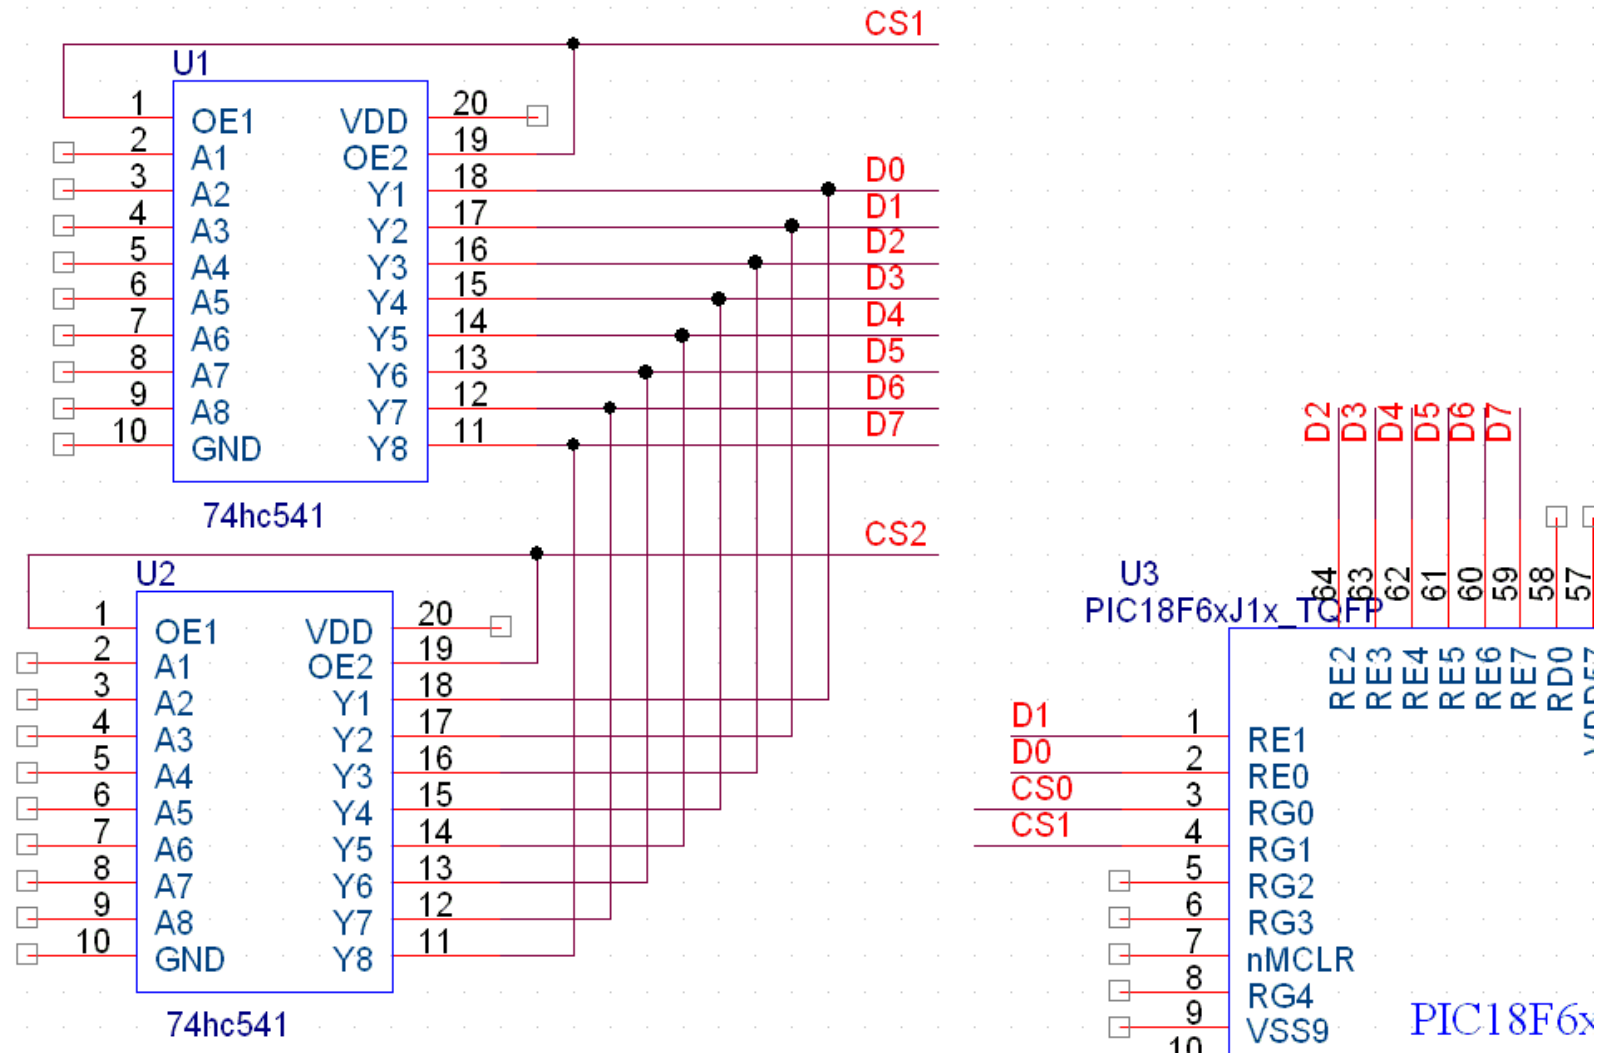 CS1
U1
1 OE1 VDD 20
2 A1 OE2 19
3 A2 Y1 18 D0
4 A3 Y2 17 D1
5 A4 Y3 16 D2
6 A5 Y4 15 D3
7 A6 Y5 14 D4
8 A7 Y6 13 D5
9 A8 Y7 12 D6
10 GND Y8 11 D7
74hc541
CS2
U2
1 OE1 VDD 20
2 A1 OE2 19
3 A2 Y1 18
4 A3 Y2 17
5 A4 Y3 16
6 A5 Y4 15
7 A6 Y5 14
8 A7 Y6 13
9 A8 Y7 12
10 GND Y8 11
74hc541
D2 D3 D4 D5 D6 D7
64 63 62 61 60 59 58 57
U3
PIC18F6xJ1x_TQFP
RE2 RE3 RE4 RE5 RE6 RE7 RD0
D1 1 RE1
D0 2 RE0
CS0 3 RG0
CS1 4 RG1
5 RG2
6 RG3
7 nMCLR
8 RG4
9 VSS9
10
PIC18F6x